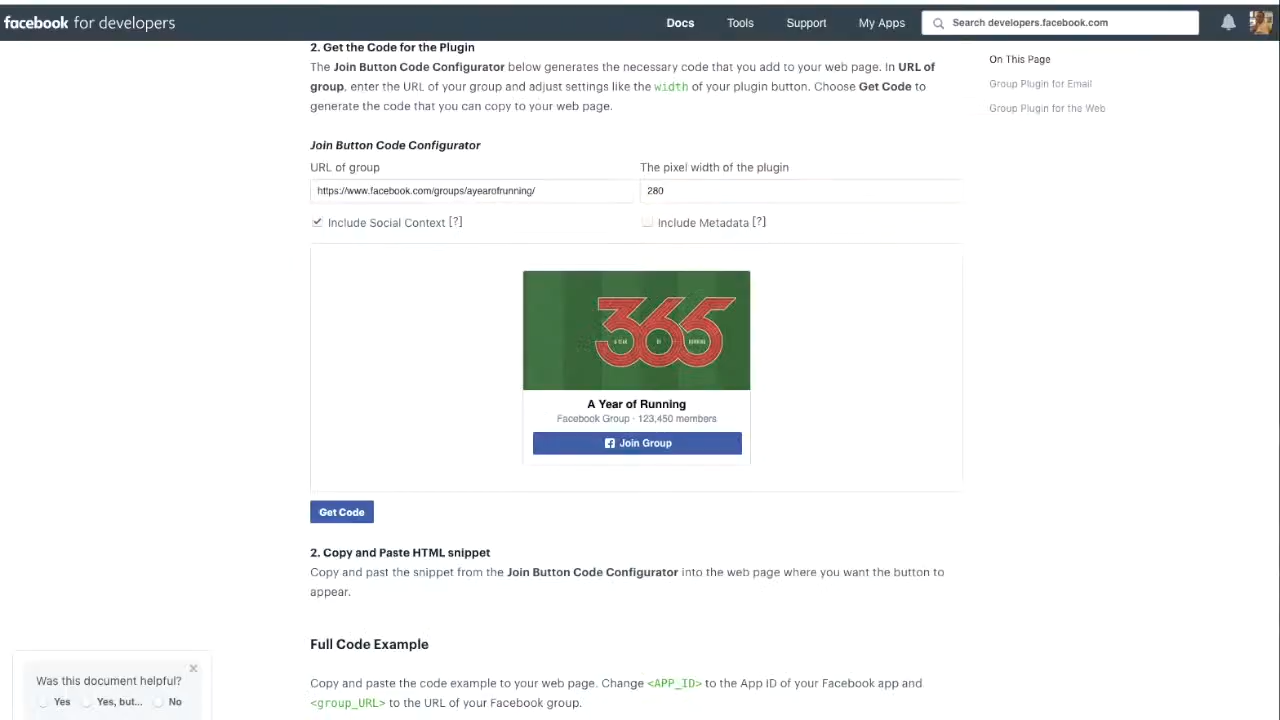 facebook for developers Docs Tools Support My Apps Search developers.facebook.com
2. Get the Code for the Plugin
The Join Button Code Configurator below generates the necessary code that you add to your web page. In URL of
group, enter the URL of your group and adjust settings like the width of your plugin button. Choose Get Code to
generate the code that you can copy to your web page.
On This Page
Group Plugin for Email
Group Plugin for the Web
Join Button Code Configurator
URL of group The pixel width of the plugin
https://www.facebook.com/groups/ayearofrunning/ 280
Include Social Context [?] Include Metadata [?]
365
A YEAR OF RUNNING
A Year of Running
Facebook Group · 123,450 members
Join Group
Get Code
2. Copy and Paste HTML snippet
Copy and past the snippet from the Join Button Code Configurator into the web page where you want the button to
appear.
Full Code Example
Copy and paste the code example to your web page. Change <APP_ID> to the App ID of your Facebook app and
<group_URL> to the URL of your Facebook group.
Was this document helpful?
Yes Yes, but... No